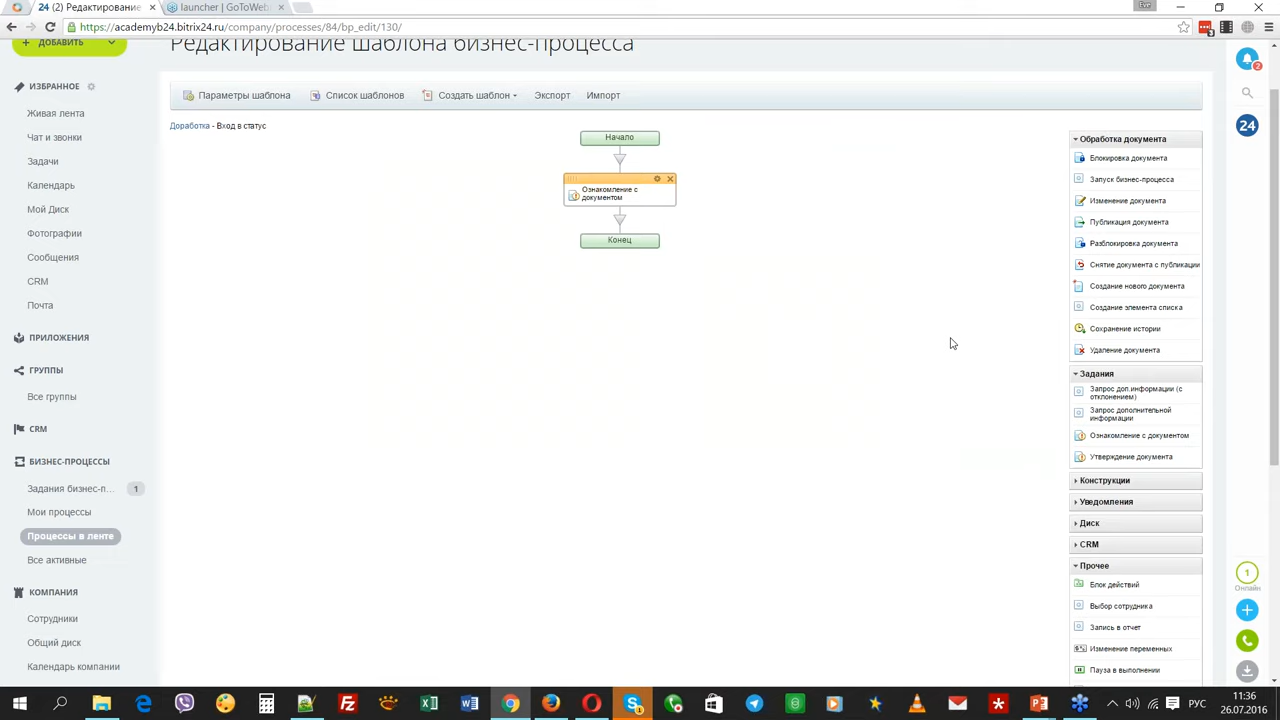 24 (2) Редактирование
launcher | GoToWeb
Evg
https://academyb24.bitrix24.ru/company/processes/84/bp_edit/130/
ДОБАВИТЬ
Редактирование шаблона бизнес-процесса
2
ИЗБРАННОЕ
Живая лента
Чат и звонки
Задачи
Календарь
Мой Диск
Фотографии
Сообщения
CRM
Почта
ПРИЛОЖЕНИЯ
ГРУППЫ
Все группы
CRM
БИЗНЕС-ПРОЦЕССЫ
Задания бизнес-п... 1
Мои процессы
Процессы в ленте
Все активные
КОМПАНИЯ
Сотрудники
Общий диск
Календарь компании
Параметры шаблона
Список шаблонов
Создать шаблон
Экспорт
Импорт
Доработка - Вход в статус
Начало
Ознакомление с
документом
Конец
Обработка документа
Блокировка документа
Запуск бизнес-процесса
Изменение документа
Публикация документа
Разблокировка документа
Снятие документа с публикации
Создание нового документа
Создание элемента списка
Сохранение истории
Удаление документа
Задания
Запрос доп.информации (с
отклонением)
Запрос дополнительной
информации
Ознакомление с документом
Утверждение документа
Конструкции
Уведомления
Диск
CRM
Прочее
Блок действий
Выбор сотрудника
Запись в отчет
Изменение переменных
Пауза в выполнении
24
1
Онлайн
РУС
11:36
26.07.2016